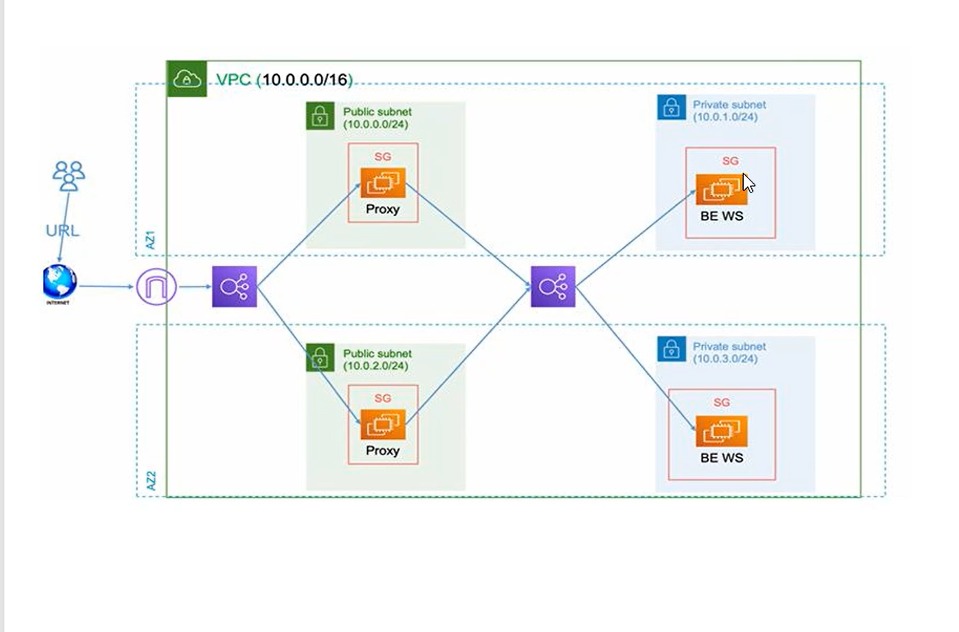 VPC (10.0.0.0/16)
Public subnet
(10.0.0.0/24)
SG
Proxy
Private subnet
(10.0.1.0/24)
SG
BE WS
URL
AZ1
INTERNET
Public subnet
(10.0.2.0/24)
SG
Proxy
Private subnet
(10.0.3.0/24)
SG
BE WS
AZ2